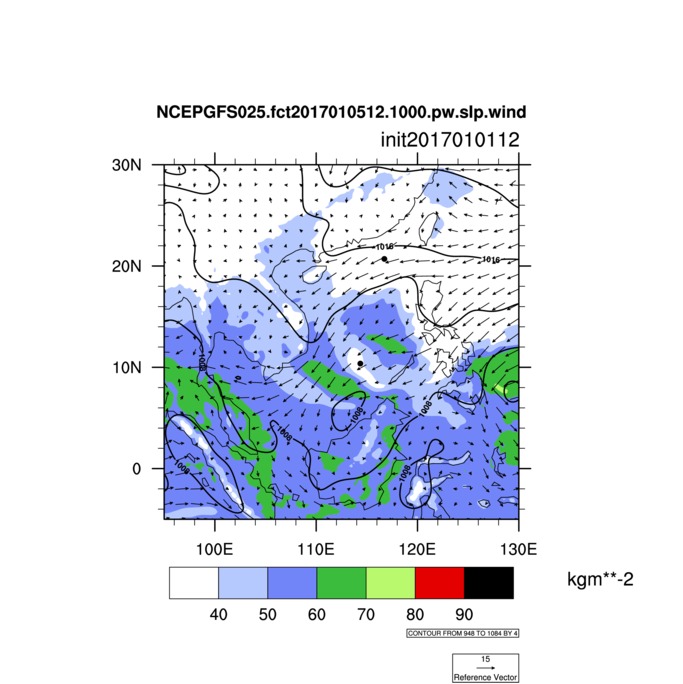 NCEPGFS025.fct2017010512.1000.pw.slp.wind
init2017010112
30N
20N
10N
0
100E 110E 120E 130E
1016
1016
1008
0
1008
1008
1008
1008
1008
kgm**-2
40 50 60 70 80 90
CONTOUR FROM 948 TO 1084 BY 4
15
Reference Vector